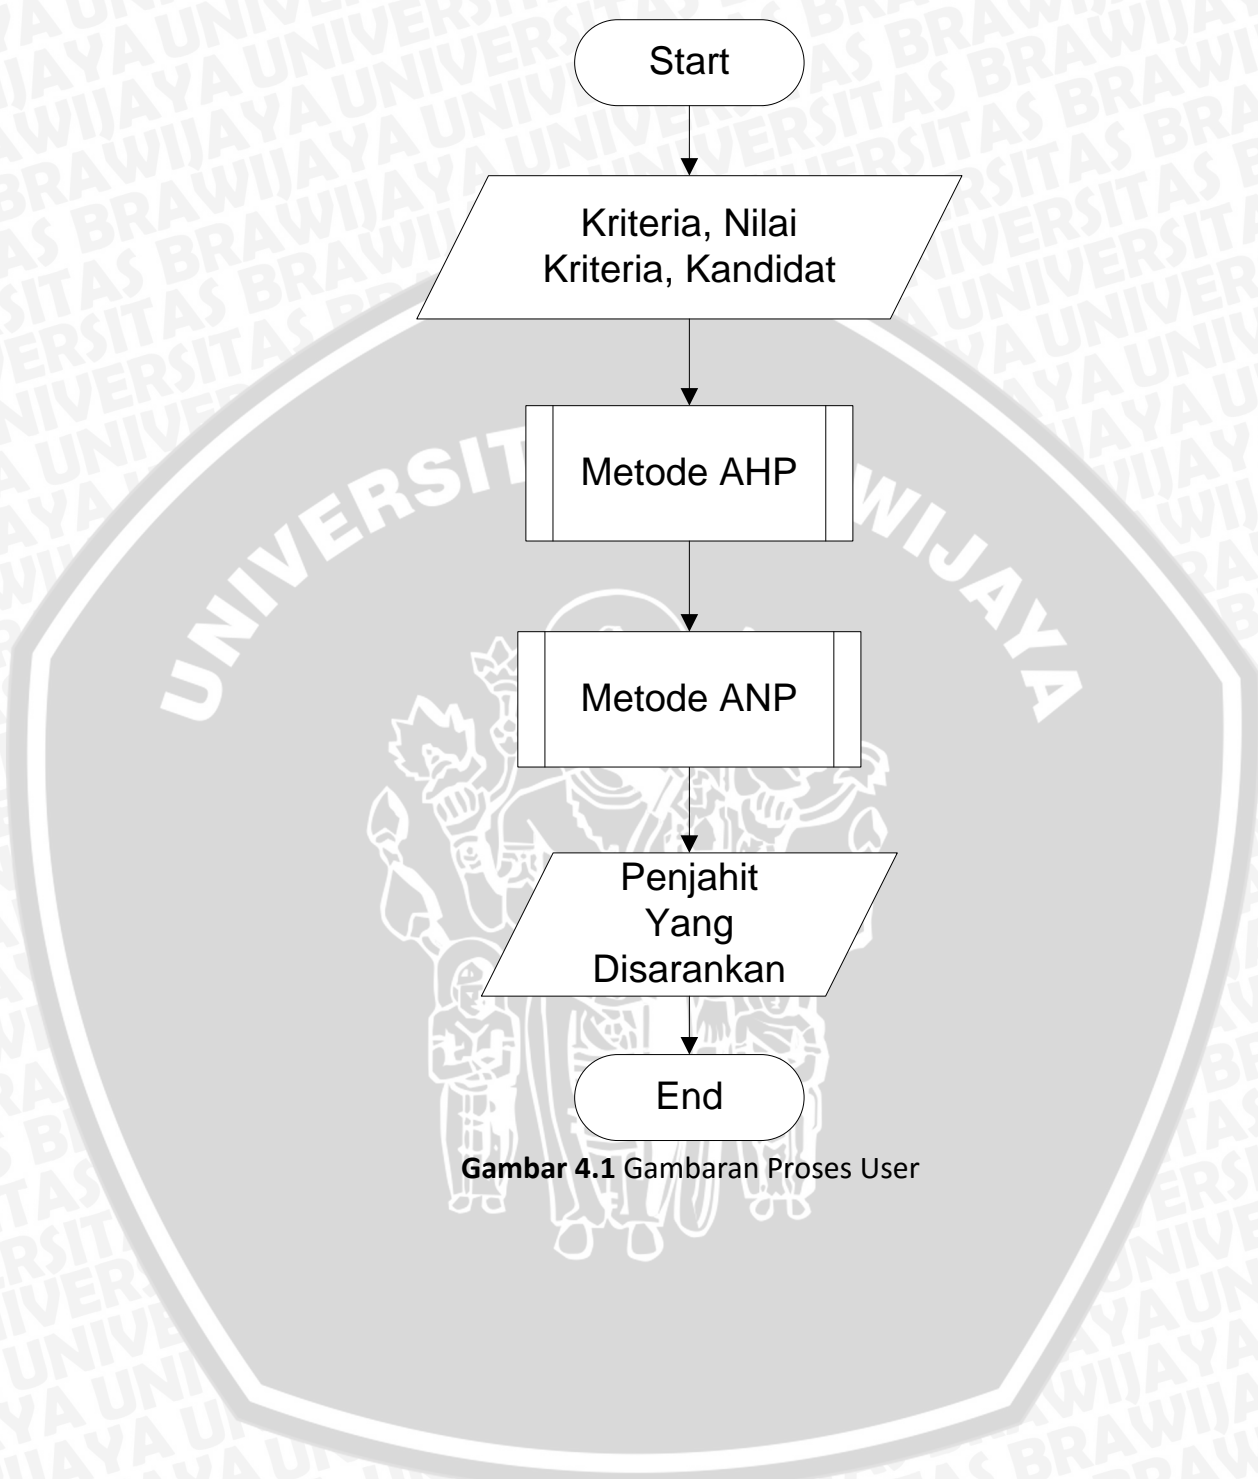 Start
Kriteria, Nilai
Kriteria, Kandidat
Metode AHP
Metode ANP
Penjahit
Yang
Disarankan
End
Gambar 4.1 Gambaran Proses User